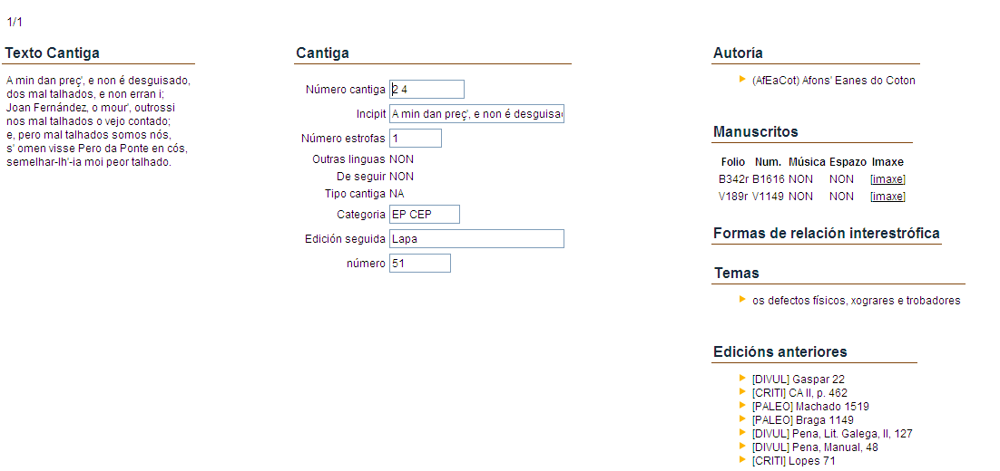 1/1
Texto Cantiga
A min dan preç', e non é desguisado,
dos mal talhados, e non erran i;
Joan Fernández, o mour', outrossi
nos mal talhados o vejo contado;
e, pero mal talhados somos nós,
s' omen visse Pero da Ponte en cós,
semelhar-lh'-ia moi peor talhado.
Cantiga
Número cantiga 2 4
Incipit A min dan preç', e non é desguisad
Número estrofas 1
Outras linguas NON
De seguir NON
Tipo cantiga NA
Categoria EP CEP
Edición seguida Lapa
número 51
Autoría
(AfEaCot) Afons' Eanes do Coton
Manuscritos
Folio Num. Música Espazo Imaxe
B342r B1616 NON NON [imaxe]
V189r V1149 NON NON [imaxe]
Formas de relación interestrófica
Temas
os defectos físicos, xograres e trobadores
Edicións anteriores
[DIVUL] Gaspar 22
[CRITI] CA II, p. 462
[PALEO] Machado 1519
[PALEO] Braga 1149
[DIVUL] Pena, Lit. Galega, II, 127
[DIVUL] Pena, Manual, 48
[CRITI] Lopes 71